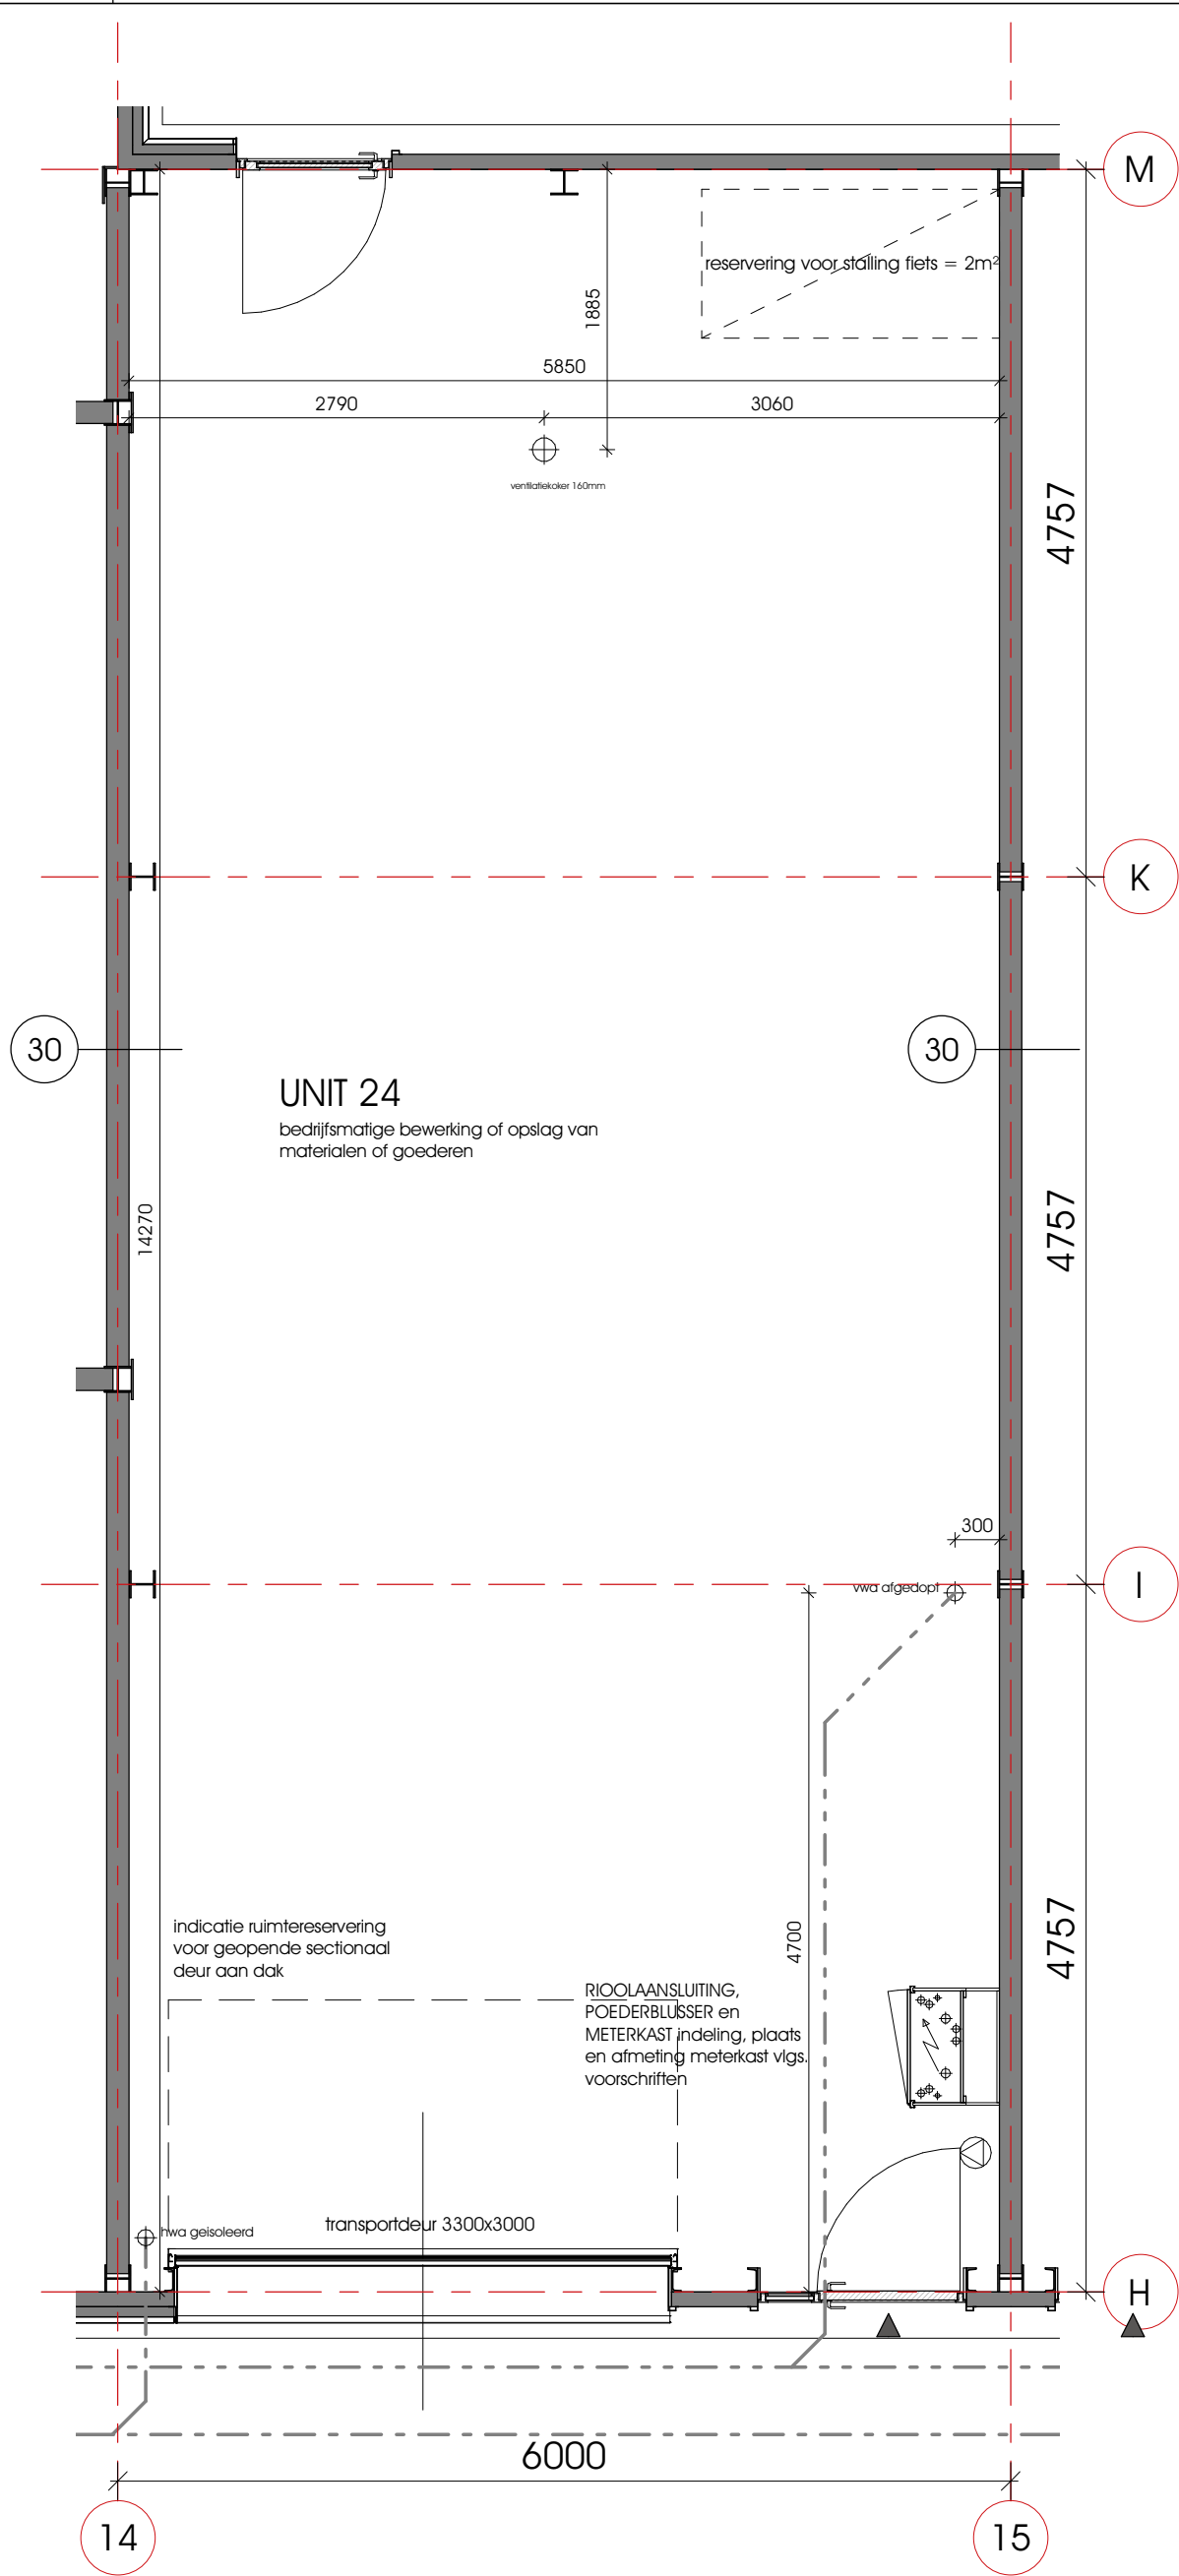 M
reservering voor stalling fiets = 2m²
1885
5850
2790
3060
ventilatiekoker 160mm
4757
K
30
30
UNIT 24
bedrijfsmatige bewerking of opslag van
materialen of goederen
14270
4757
300
vwa afgedopt
I
indicatie ruimtereservering
voor geopende sectionaal
deur aan dak
4700
4757
RIOOLAANSLUITING,
POEDERBLUSSER en
METERKAST indeling, plaats
en afmeting meterkast vlgs.
voorschriften
hwa geisoleerd
transportdeur 3300x3000
H
6000
14
15